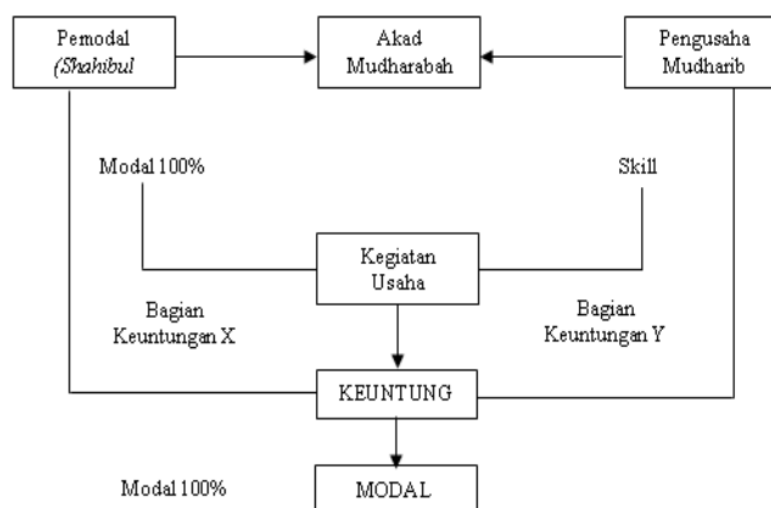 Pemodal
(Shahibul
Akad
Mudharabah
Pengusaha
Mudharib
Modal 100%
Skill
Kegiatan
Usaha
Bagian
Keuntungan X
Bagian
Keuntungan Y
KEUNTUNG
Modal 100%
MODAL